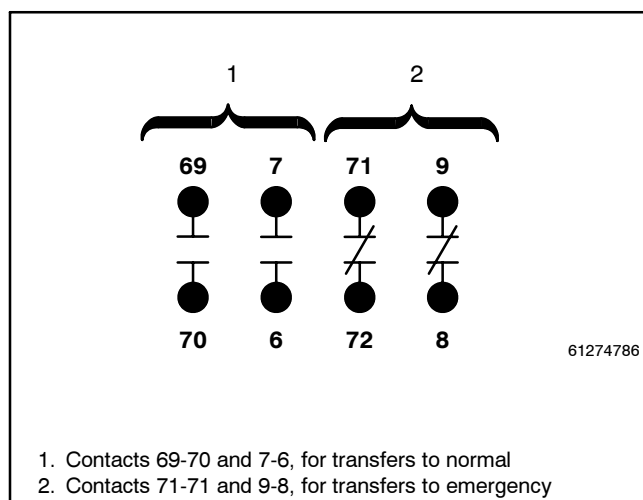 1 2
69 7 71 9
70 6 72 8
61274786
1. Contacts 69-70 and 7-6, for transfers to normal
2. Contacts 71-71 and 9-8, for transfers to emergency